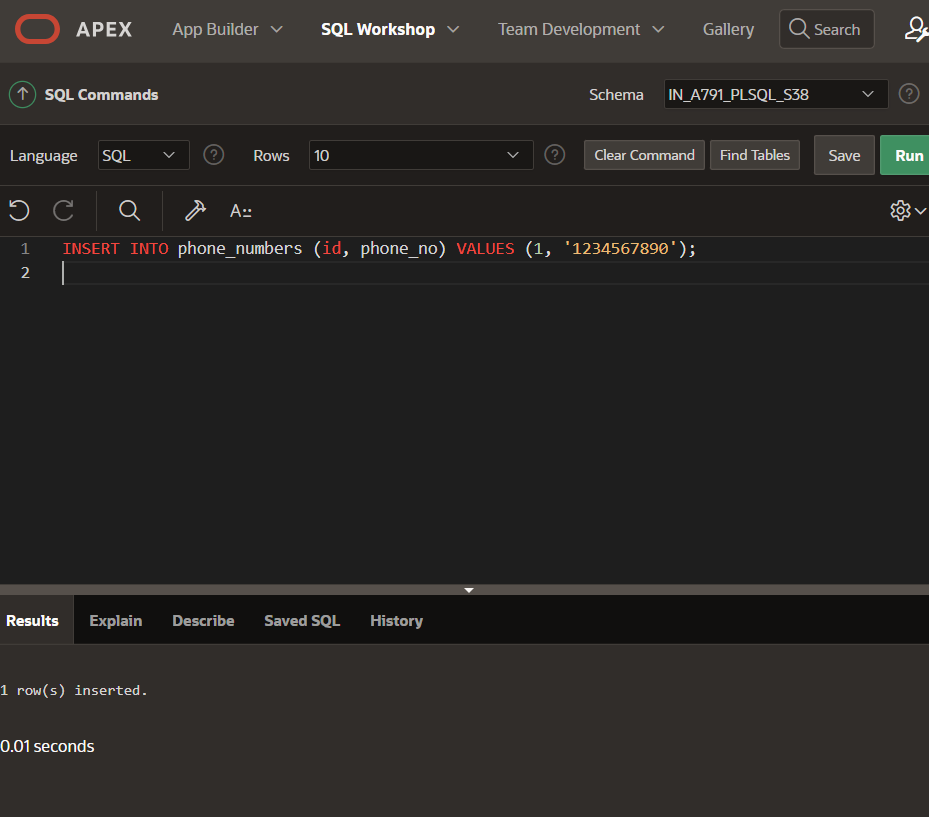 APEX App Builder SQL Workshop Team Development Gallery Search
SQL Commands Schema IN_A791_PLSQL_S38 ?
Language SQL ? Rows 10 ? Clear Command Find Tables Save Run
A::
1 INSERT INTO phone_numbers (id, phone_no) VALUES (1, '1234567890');
2
Results Explain Describe Saved SQL History
1 row(s) inserted.
0.01 seconds